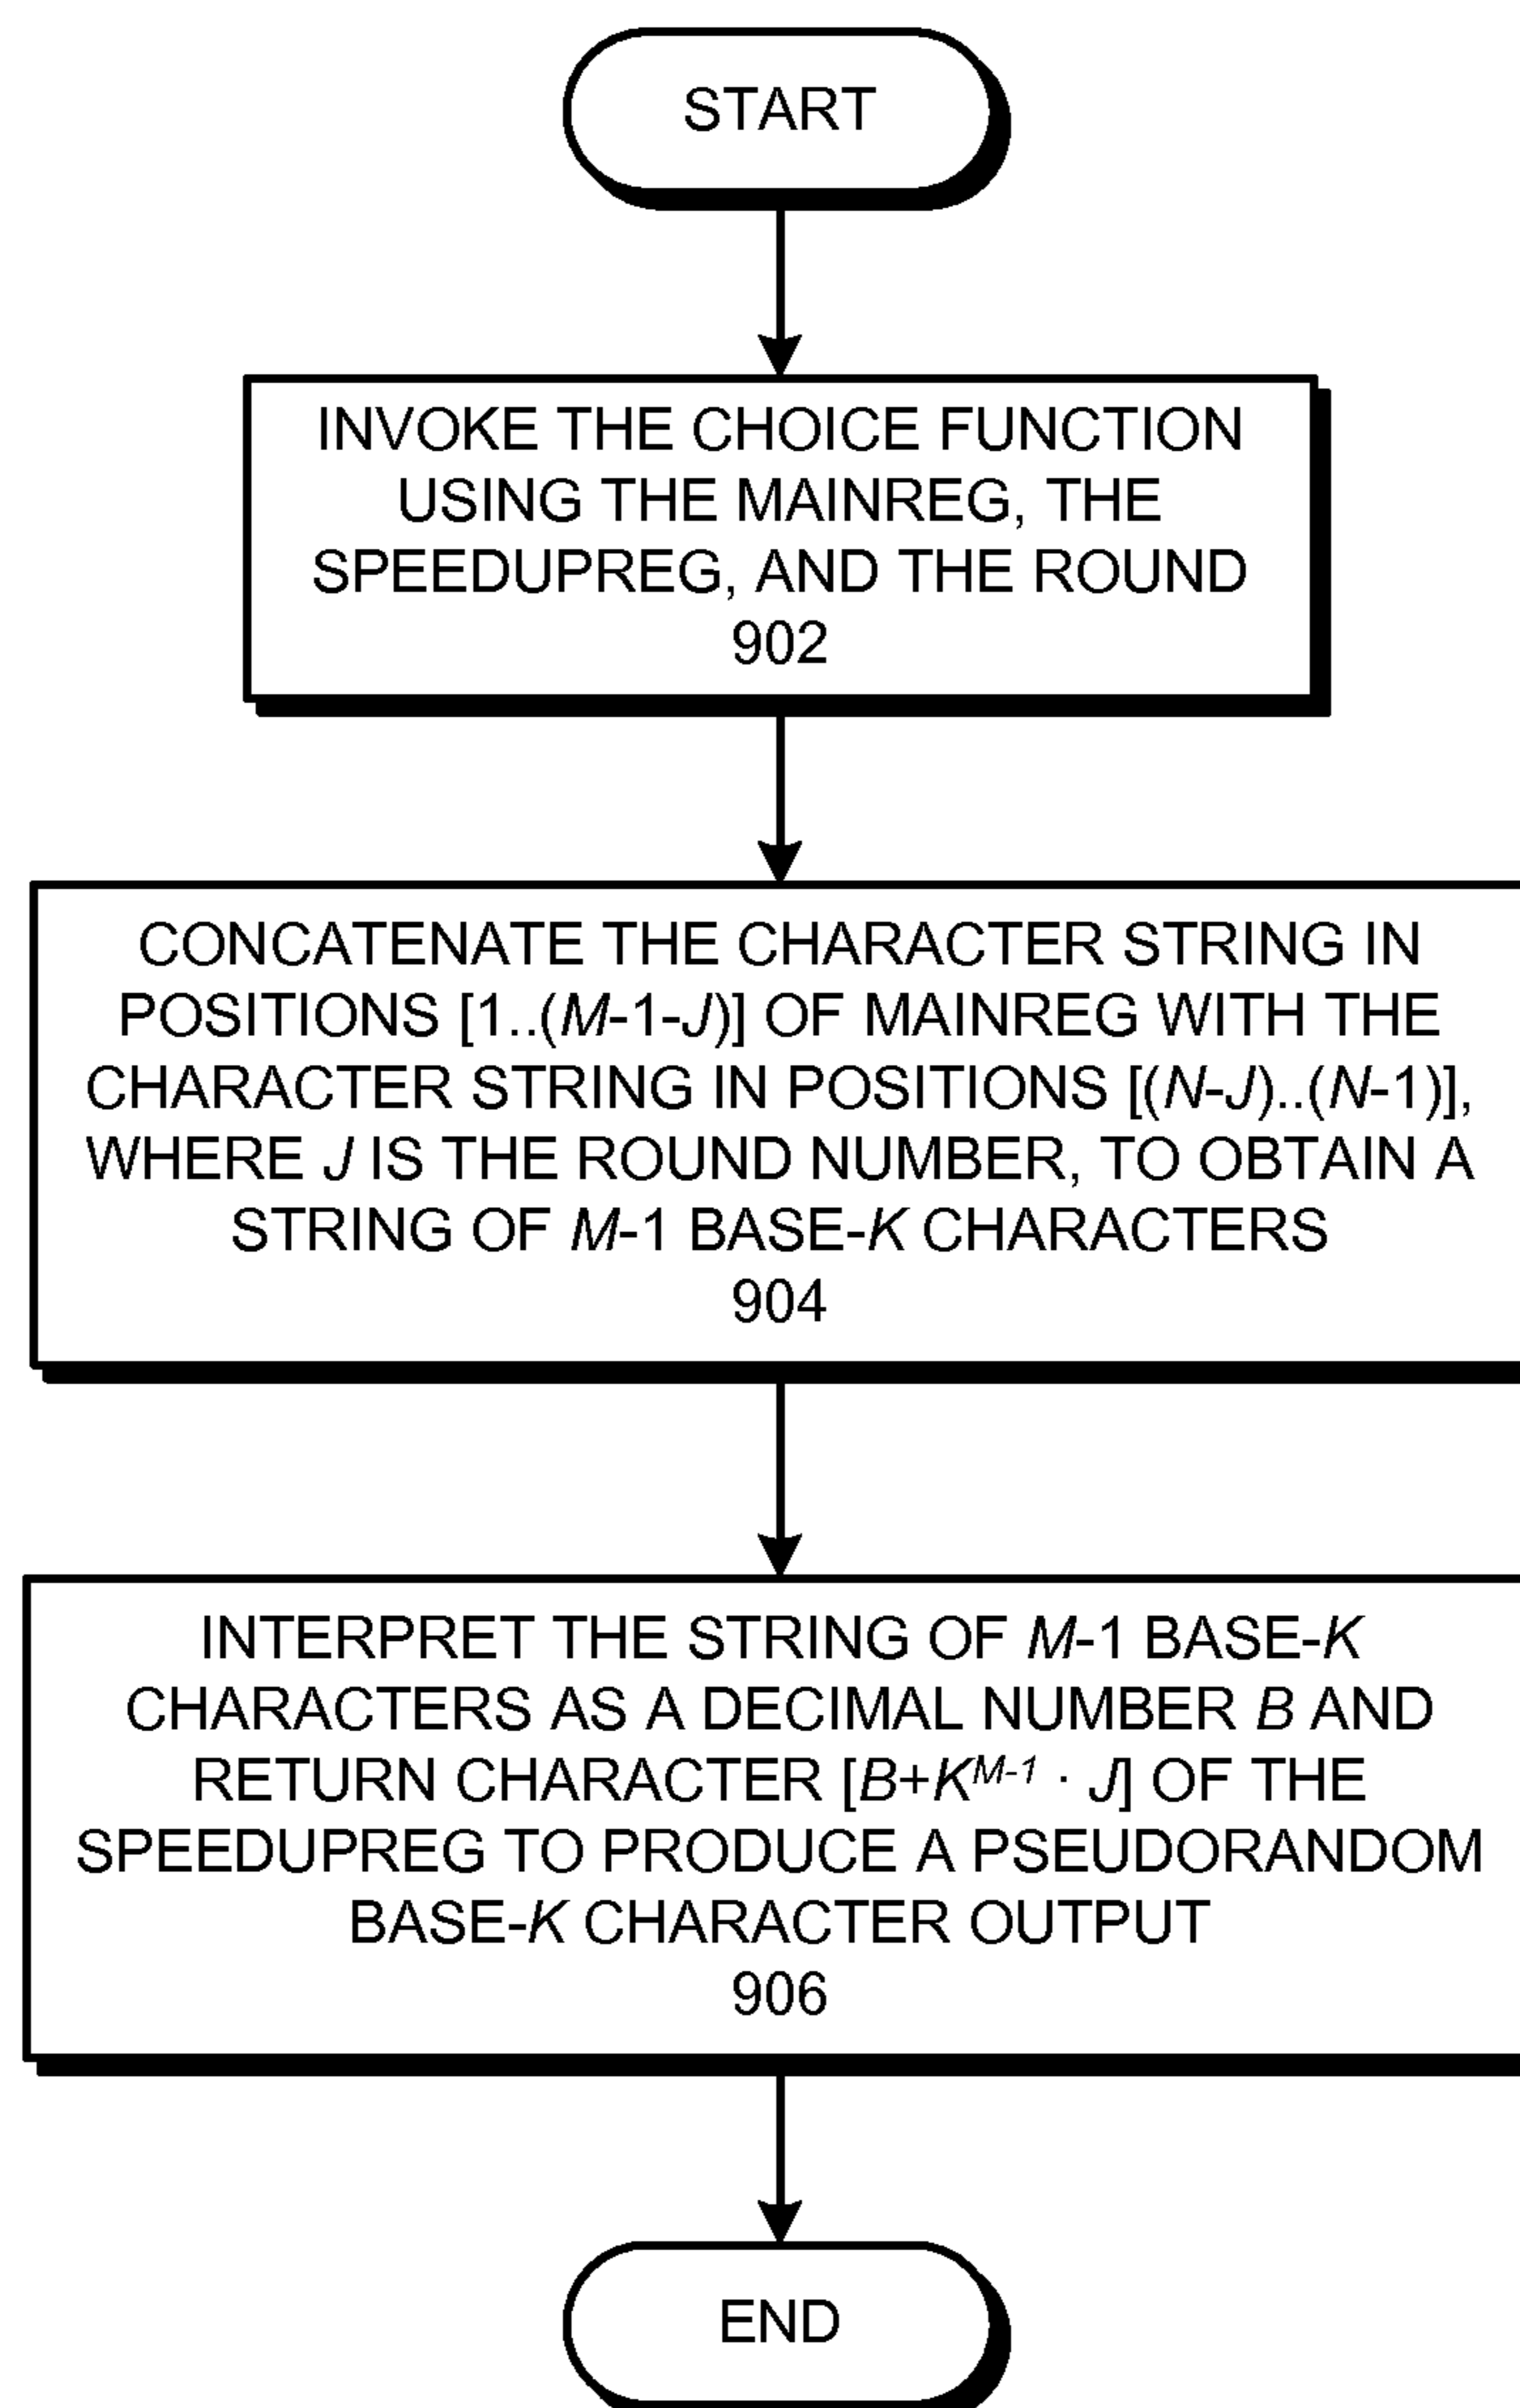 START
INVOKE THE CHOICE FUNCTION
USING THE MAINREG, THE
SPEEDUPREG, AND THE ROUND
902
CONCATENATE THE CHARACTER STRING IN
POSITIONS [1..(M-1-J)] OF MAINREG WITH THE
CHARACTER STRING IN POSITIONS [(N-J)..(N-1)],
WHERE J IS THE ROUND NUMBER, TO OBTAIN A
STRING OF M-1 BASE-K CHARACTERS
904
INTERPRET THE STRING OF M-1 BASE-K
CHARACTERS AS A DECIMAL NUMBER B AND
RETURN CHARACTER [B+K^{M-1} · J] OF THE
SPEEDUPREG TO PRODUCE A PSEUDORANDOM
BASE-K CHARACTER OUTPUT
906
END